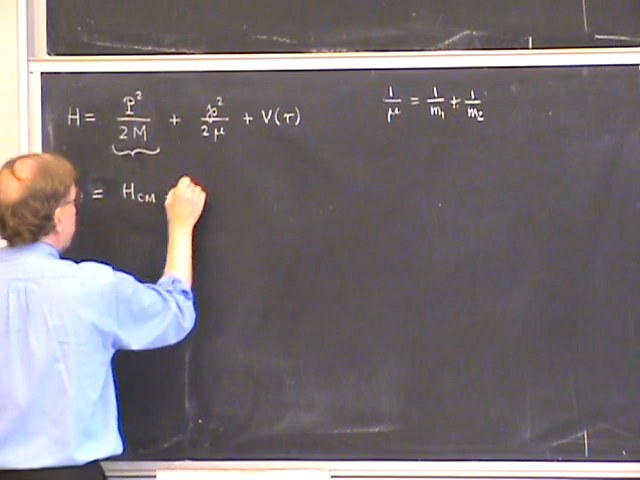 H = P²/2M + p²/2μ + V(r)
1/μ = 1/m₁ + 1/m₂
≡ H_CM